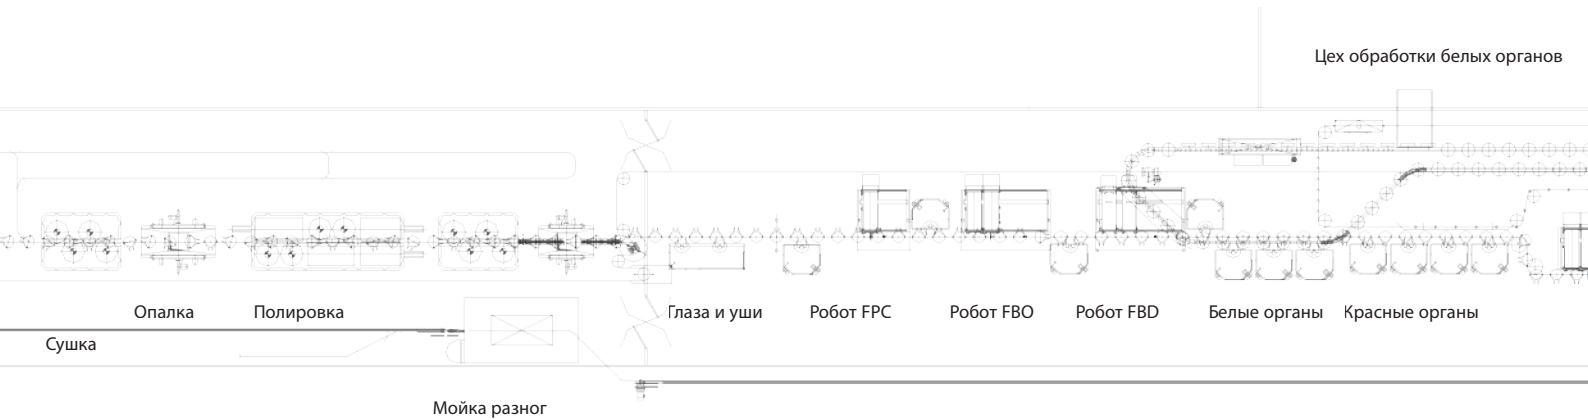 Цех обработки белых органов
Опалка
Полировка
Глаза и уши
Робот FPC
Робот FBO
Робот FBD
Белые органы
Красные органы
Сушка
Мойка разног